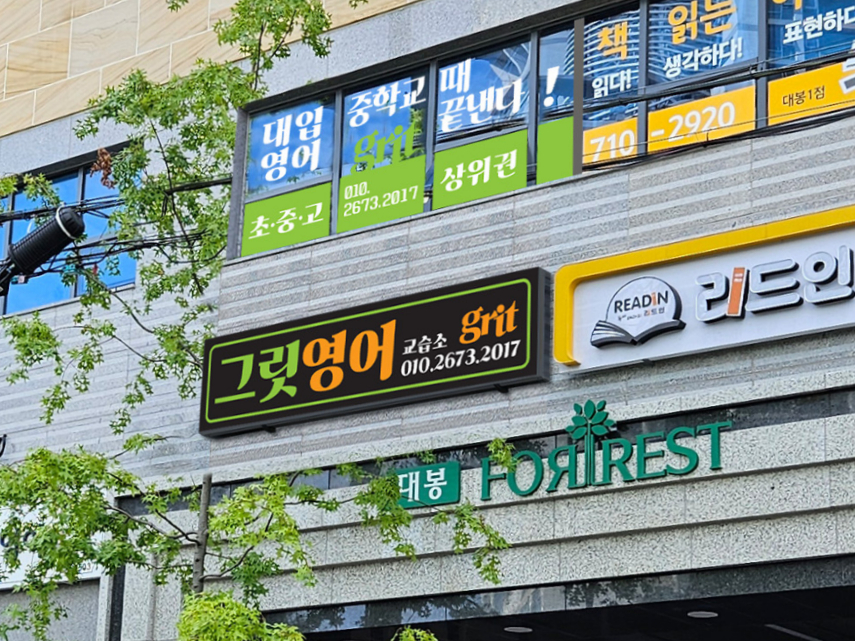 대입 중학교 때
영어 grit 끝낸다 !
초·중·고 010. 2673.2017 상위권
책 읽는
읽다! 생각하다! 표현하다
710-2920 대봉1점
그릿영어 교습소 grit
010.2673.2017
READiN
리드인
대봉 FORREST